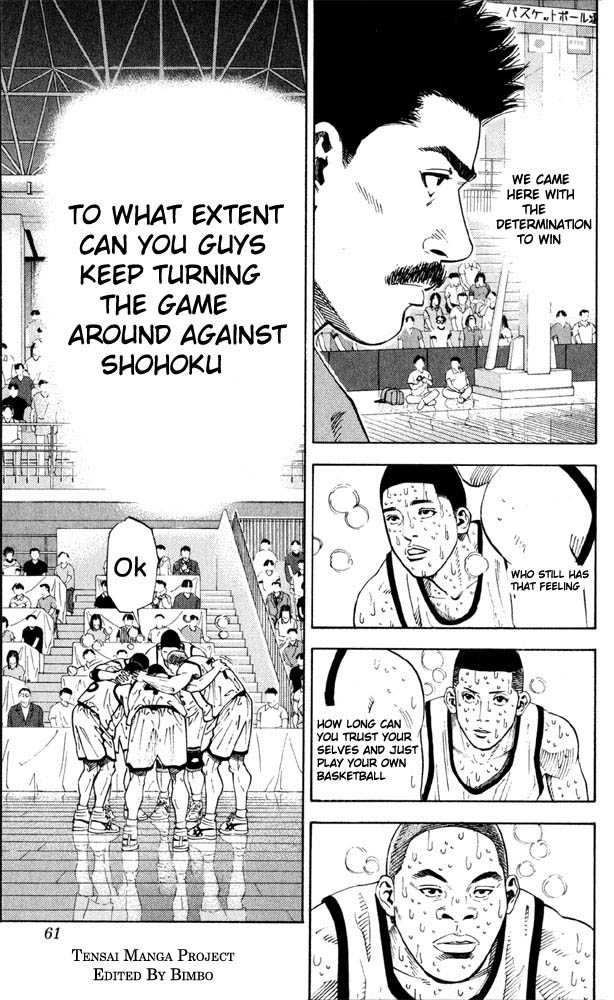 パスケットボール
WE CAME
HERE WITH
THE
DETERMINATION
TO WIN
WHO STILL HAS
THAT FEELING
HOW LONG CAN
YOU TRUST YOUR
SELVES AND JUST
PLAY YOUR OWN
BASKETBALL
TO WHAT EXTENT
CAN YOU GUYS
KEEP TURNING
THE GAME
AROUND AGAINST
SHOHOKU
Ok
61
TENSAI MANGA PROJECT
EDITED BY BIMBO